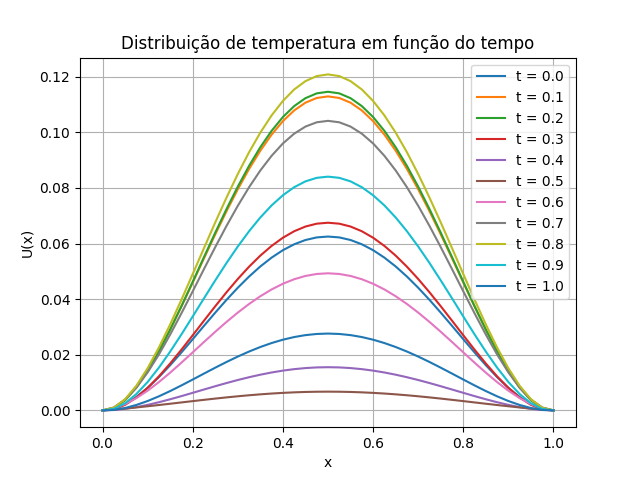 Distribuição de temperatura em função do tempo
U(x)
0.12
0.10
0.08
0.06
0.04
0.02
0.00
t = 0.0
t = 0.1
t = 0.2
t = 0.3
t = 0.4
t = 0.5
t = 0.6
t = 0.7
t = 0.8
t = 0.9
t = 1.0
0.0 0.2 0.4 0.6 0.8 1.0
x